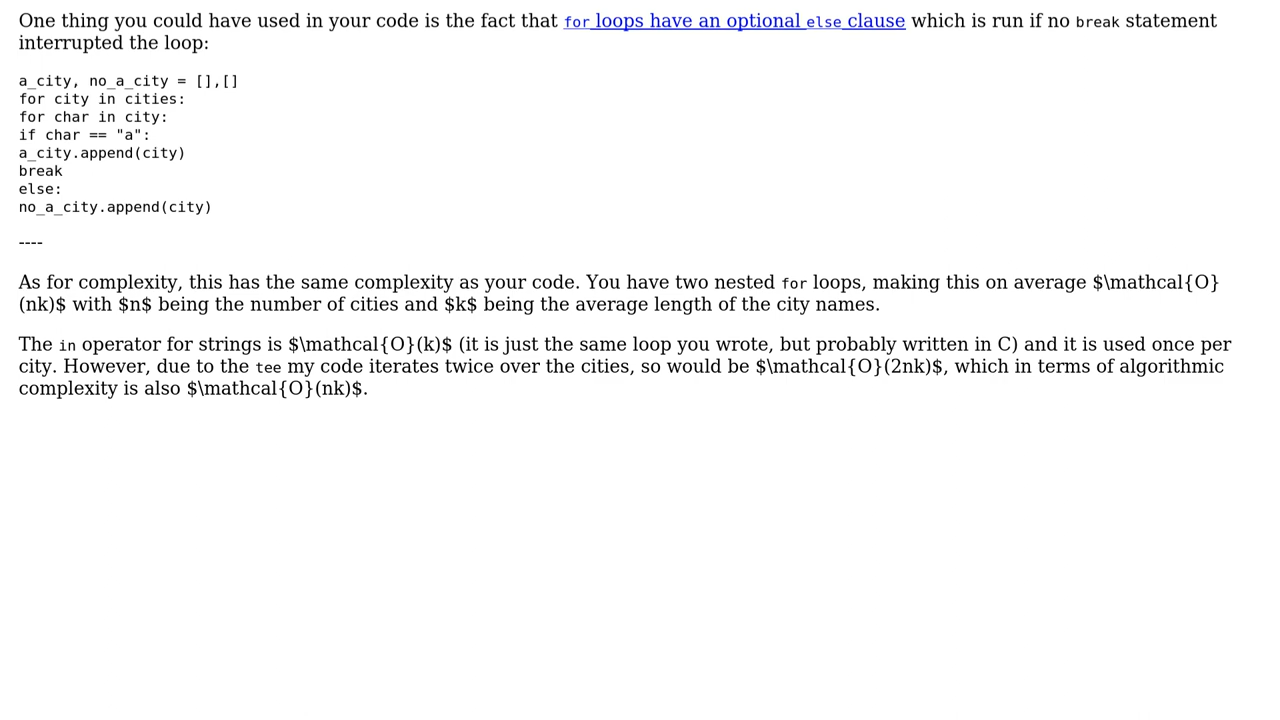 One thing you could have used in your code is the fact that for loops have an optional else clause which is run if no break statement
interrupted the loop:
a_city, no_a_city = [],[]
for city in cities:
for char in city:
if char == "a":
a_city.append(city)
break
else:
no_a_city.append(city)
----
As for complexity, this has the same complexity as your code. You have two nested for loops, making this on average $\mathcal{O}
(nk)$ with $n$ being the number of cities and $k$ being the average length of the city names.
The in operator for strings is $\mathcal{O}(k)$ (it is just the same loop you wrote, but probably written in C) and it is used once per
city. However, due to the tee my code iterates twice over the cities, so would be $\mathcal{O}(2nk)$, which in terms of algorithmic
complexity is also $\mathcal{O}(nk)$.